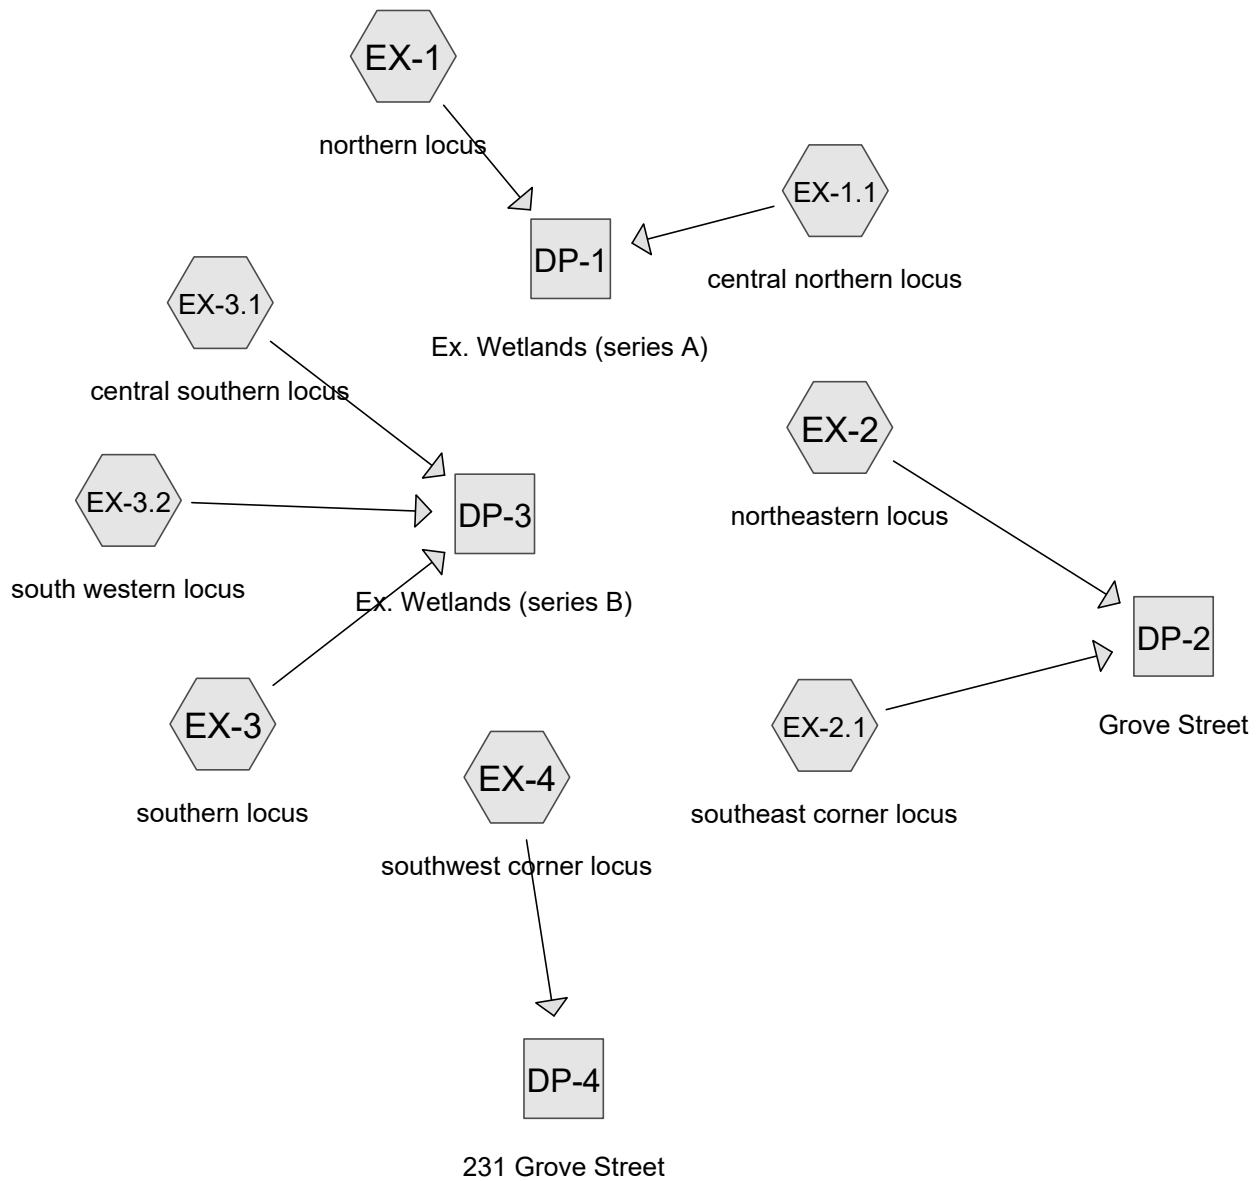 EX-1
northern locus
EX-1.1
central northern locus
DP-1
Ex. Wetlands (series A)
EX-3.1
central southern locus
EX-2
northeastern locus
EX-3.2
south western locus
DP-3
Ex. Wetlands (series B)
DP-2
Grove Street
EX-3
southern locus
EX-2.1
southeast corner locus
EX-4
southwest corner locus
DP-4
231 Grove Street